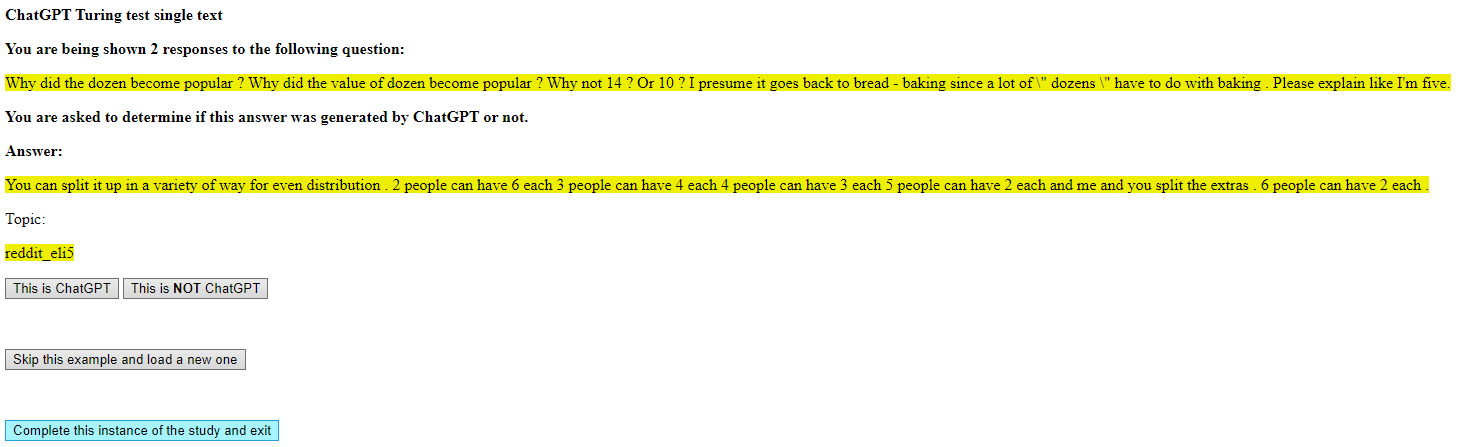 ChatGPT Turing test single text
You are being shown 2 responses to the following question:
Why did the dozen become popular ? Why did the value of dozen become popular ? Why not 14 ? Or 10 ? I presume it goes back to bread - baking since a lot of \" dozens \" have to do with baking . Please explain like I'm five.
You are asked to determine if this answer was generated by ChatGPT or not.
Answer:
You can split it up in a variety of way for even distribution . 2 people can have 6 each 3 people can have 4 each 4 people can have 3 each 5 people can have 2 each and me and you split the extras . 6 people can have 2 each .
Topic:
reddit_eli5
This is ChatGPT This is NOT ChatGPT
Skip this example and load a new one
Complete this instance of the study and exit